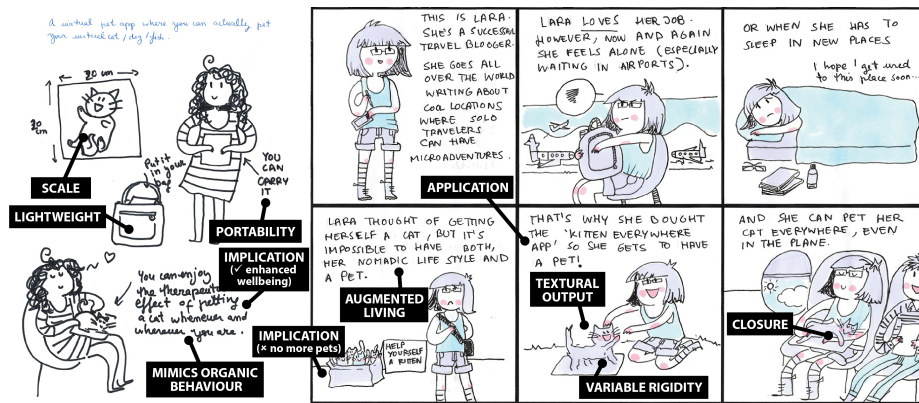 A virtual pet app where you can actually pet
your virtual cat/dog/fish.
20 cm
30 cm
SCALE
LIGHTWEIGHT
Put it in your bag
YOU CAN CARRY IT
PORTABILITY
You can enjoy
the therapeutic
effect of petting
a cat whenever and
wherever you are.
IMPLICATION
(✓ enhanced
wellbeing)
MIMICS ORGANIC
BEHAVIOUR
THIS IS LARA.
SHE'S A SUCCESSFUL
TRAVEL BLOGGER.
SHE GOES ALL
OVER THE WORLD
WRITING ABOUT
COOL LOCATIONS
WHERE SOLO
TRAVELERS
CAN HAVE
MICROADVENTURES.
LARA LOVES HER JOB.
HOWEVER, NOW AND AGAIN
SHE FEELS ALONE (ESPECIALLY
WAITING IN AIRPORTS).
OR WHEN SHE HAS TO
SLEEP IN NEW PLACES
I hope I get used
to this place soon...
APPLICATION
LARA THOUGHT OF GETTING
HERSELF A CAT, BUT IT'S
IMPOSSIBLE TO HAVE BOTH,
HER NOMADIC LIFE STYLE AND
A PET.
AUGMENTED
LIVING
IMPLICATION
(× no more pets)
HELP
YOURSELF
A KITTEN
THAT'S WHY SHE BOUGHT
THE 'KITTEN EVERYWHERE
APP' SO SHE GETS TO HAVE
A PET!
TEXTURAL
OUTPUT
VARIABLE RIGIDITY
AND SHE CAN PET HER
CAT EVERYWHERE, EVEN
IN THE PLANE.
CLOSURE